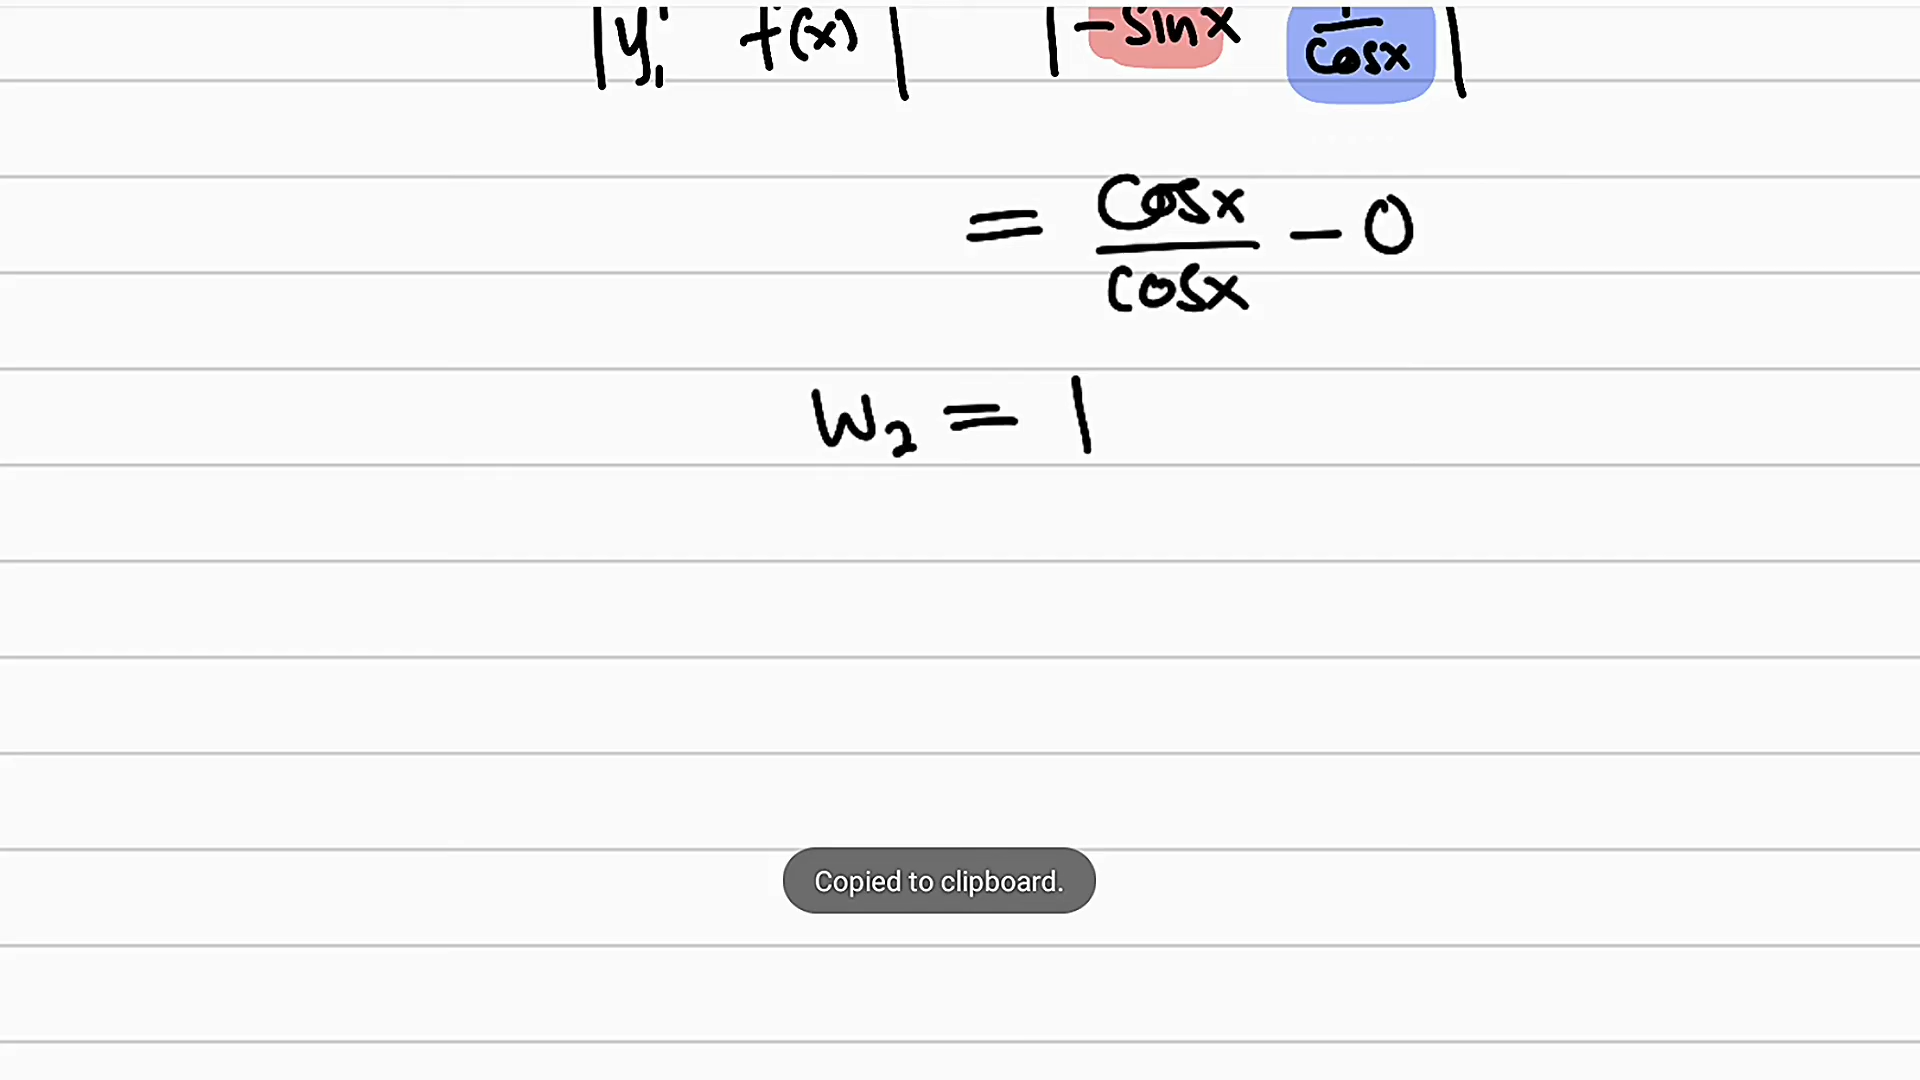 |y₁' f(x)| |-sinx 1/cosx|
= cosx/cosx - 0
W₂ = 1
Copied to clipboard.